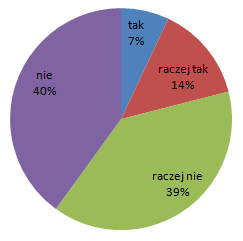 tak
7%
raczej tak
14%
raczej nie
39%
nie
40%